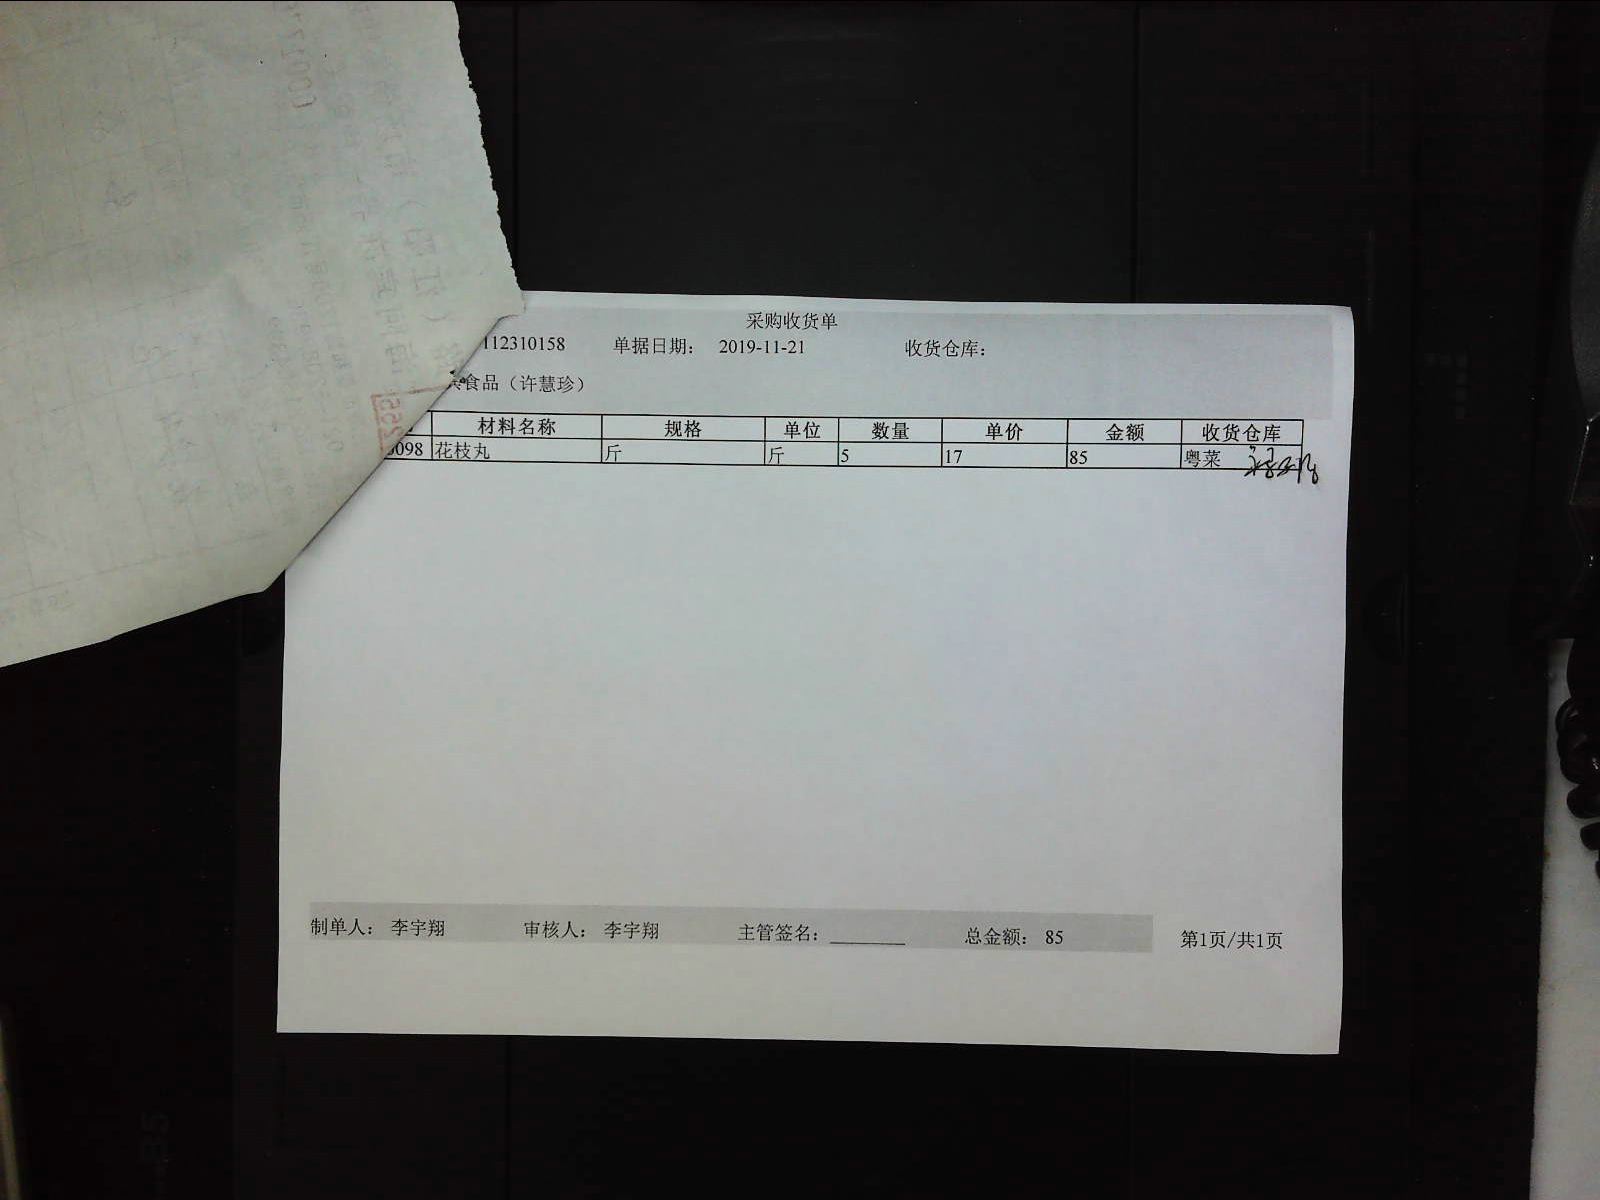 采购收货单
112310158 单据日期: 2019-11-21 收货仓库:
食品（许慧珍）
材料名称 规格 单位 数量 单价 金额 收货仓库
098 花枝丸 斤 斤 5 17 85 粤菜
制单人: 李宇翔 审核人: 李宇翔 主管签名: 总金额: 85 第1页/共1页